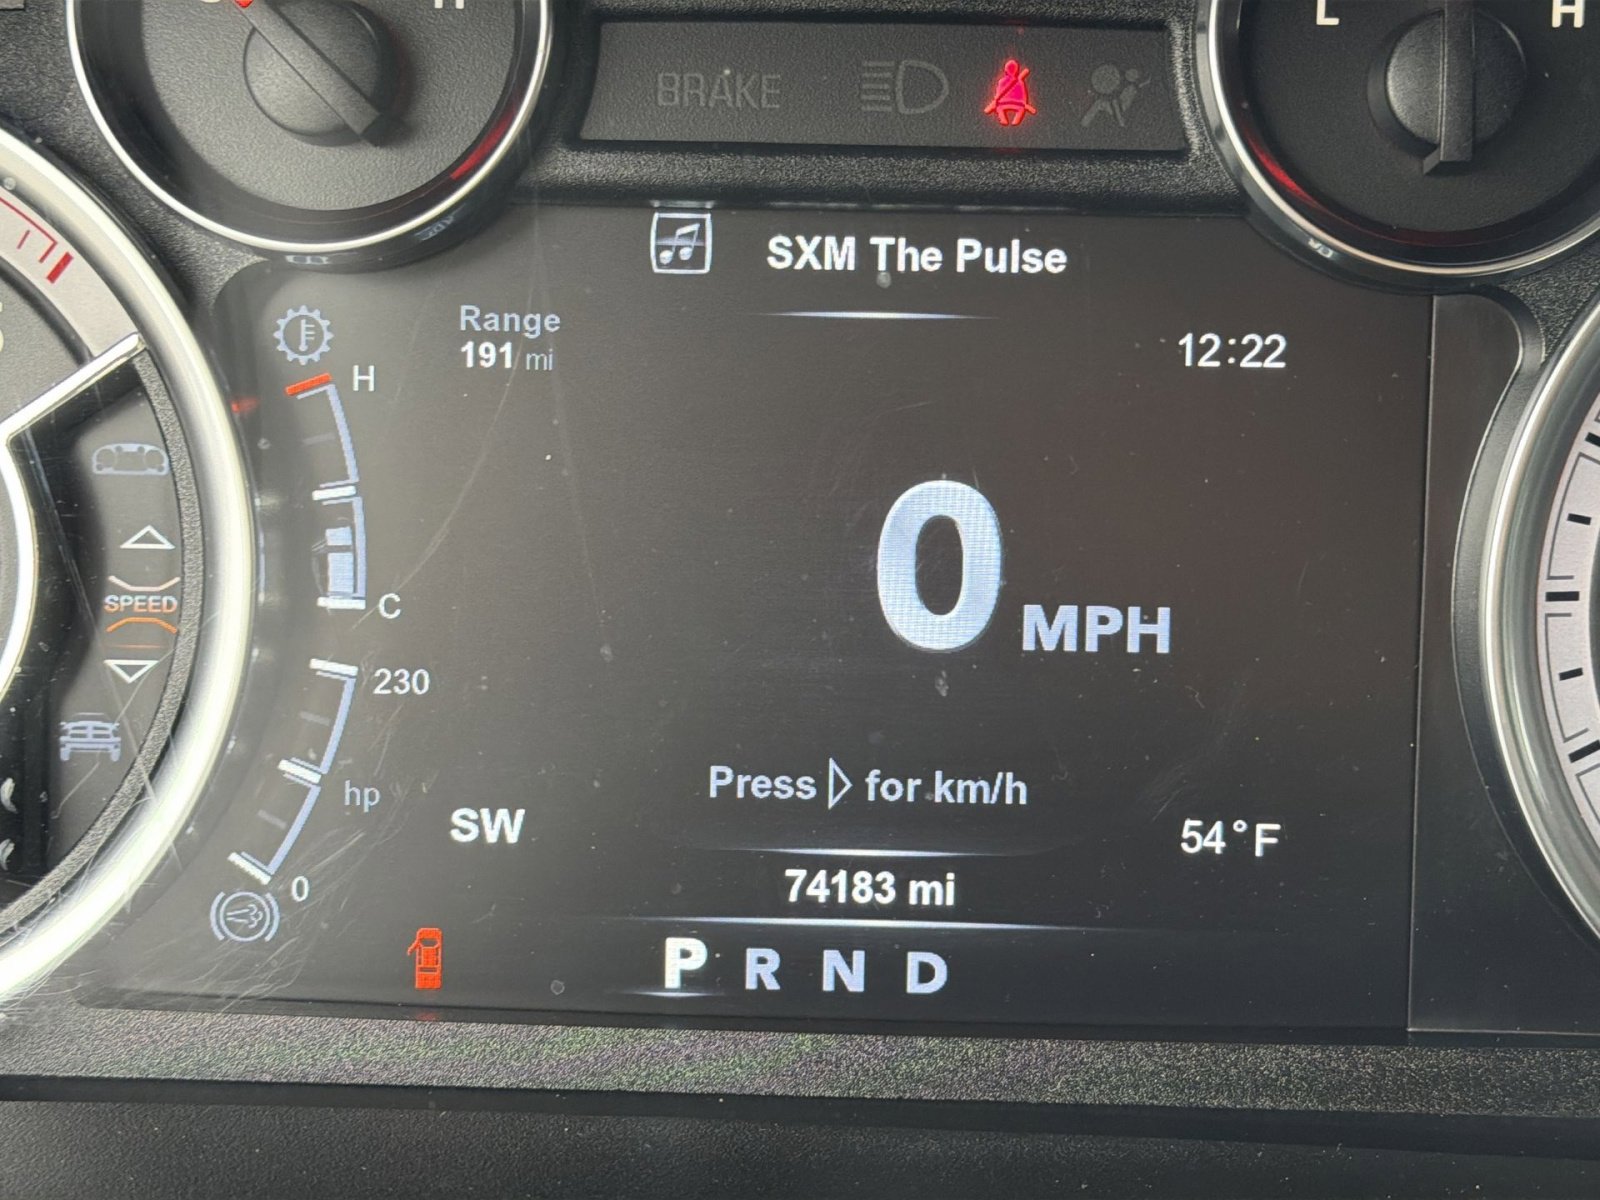 H
L H
BRAKE
SXM The Pulse
Range
191 mi
12:22
H
C
0 MPH
SPEED
230
hp
0
Press ▷ for km/h
SW
54°F
74183 mi
P R N D